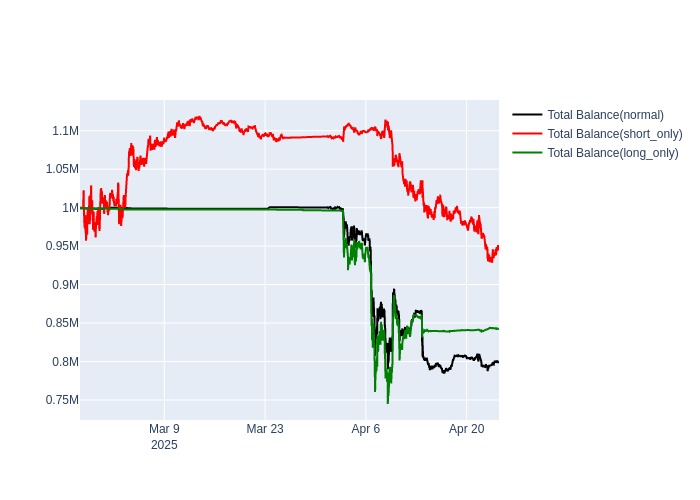 Total Balance(normal)
Total Balance(short_only)
Total Balance(long_only)
1.1M
1.05M
1M
0.95M
0.9M
0.85M
0.8M
0.75M
Mar 9
2025
Mar 23
Apr 6
Apr 20